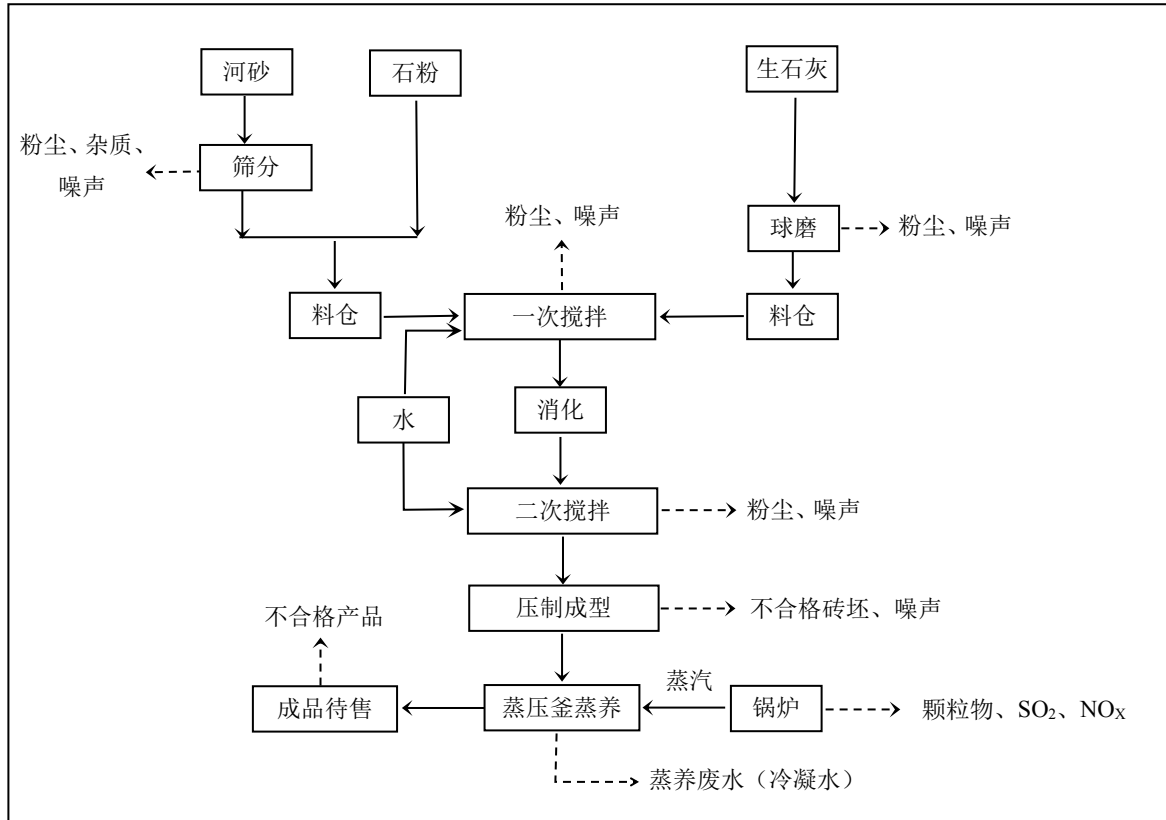 河砂
石粉
生石灰
粉尘、杂质、
噪声
筛分
粉尘、噪声
球磨
粉尘、噪声
料仓
一次搅拌
料仓
水
消化
二次搅拌
粉尘、噪声
不合格产品
压制成型
不合格砖坯、噪声
成品待售
蒸压釜蒸养
蒸汽
锅炉
颗粒物、SO₂、NOX
蒸养废水（冷凝水）